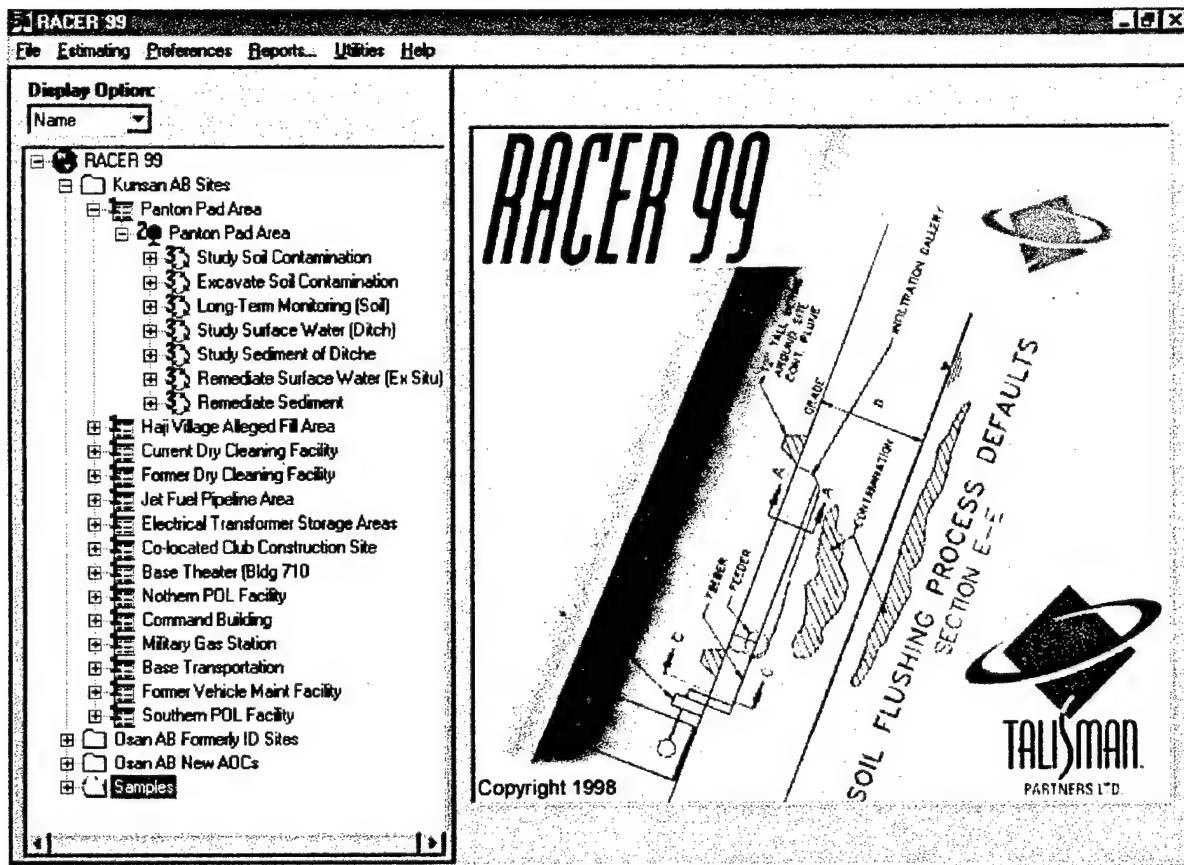 RACER 99
File Estimating Preferences Reports... Utilities Help
Display Option:
Name
RACER 99
Kunsan AB Sites
Panton Pad Area
Panton Pad Area
Study Soil Contamination
Excavate Soil Contamination
Long-Term Monitoring (Soil)
Study Surface Water (Ditch)
Study Sediment of Ditche
Remediate Surface Water (Ex Situ)
Remediate Sediment
Haji Village Alleged Fill Area
Current Dry Cleaning Facility
Former Dry Cleaning Facility
Jet Fuel Pipeline Area
Electrical Transformer Storage Areas
Co-located Club Construction Site
Base Theater (Bldg 710
Nothern POL Facility
Command Building
Military Gas Station
Base Transportation
Former Vehicle Maint Facility
Southern POL Facility
Osan AB Formerly ID Sites
Osan AB New AOCs
Samples
RACER 99
INFILTRATION GALLERY
12" TALL
AROUND SITE
CONT. PLUME
GRADE
D
A
A
CONTAMINATION
FEEDER
C
C
SOIL FLUSHING PROCESS DEFAULTS
SECTION E-E
TALISMAN
PARTNERS LTD.
Copyright 1998